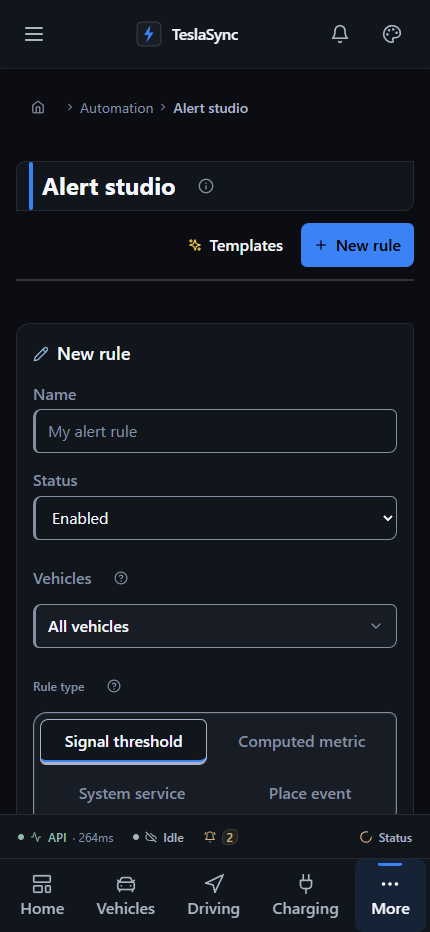 TeslaSync
Automation
Alert studio
Alert studio
Templates
+ New rule
New rule
Name
My alert rule
Status
Enabled
Vehicles
All vehicles
Rule type
Signal threshold
Computed metric
System service
Place event
API · 264ms
Idle
2
Status
Home
Vehicles
Driving
Charging
More